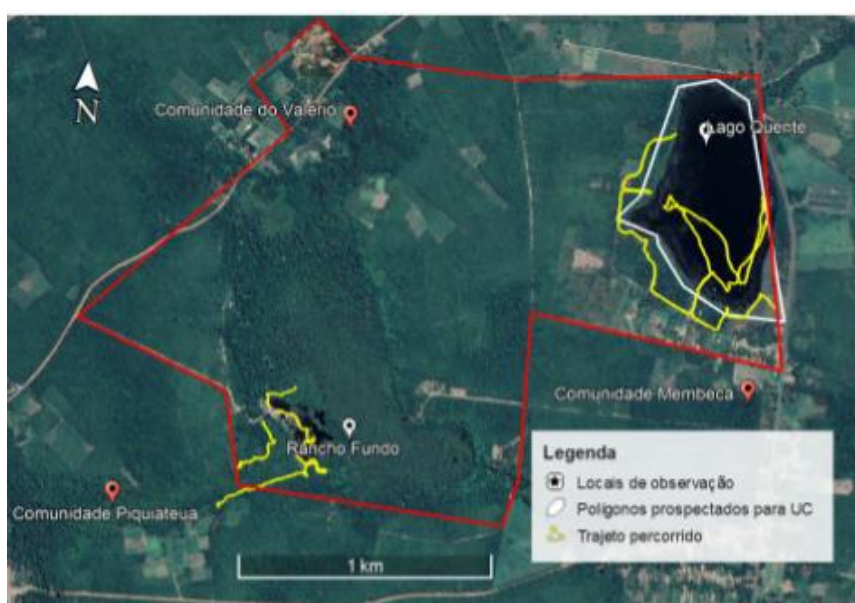 N
Comunidade do Valério
Lago Quente
Comunidade Membeca
Rancho Fundo
Comunidade Piquiateua
Legenda
Locais de observação
Polígonos prospectados para UC
Trajeto percorrido
1 km